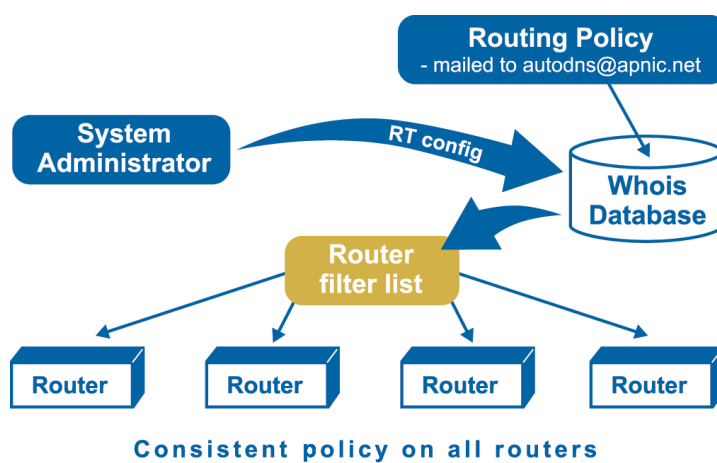 Routing Policy
- mailed to autodns@apnic.net
System
Administrator
RT config
Whois
Database
Router
filter list
Router
Router
Router
Router
Consistent policy on all routers